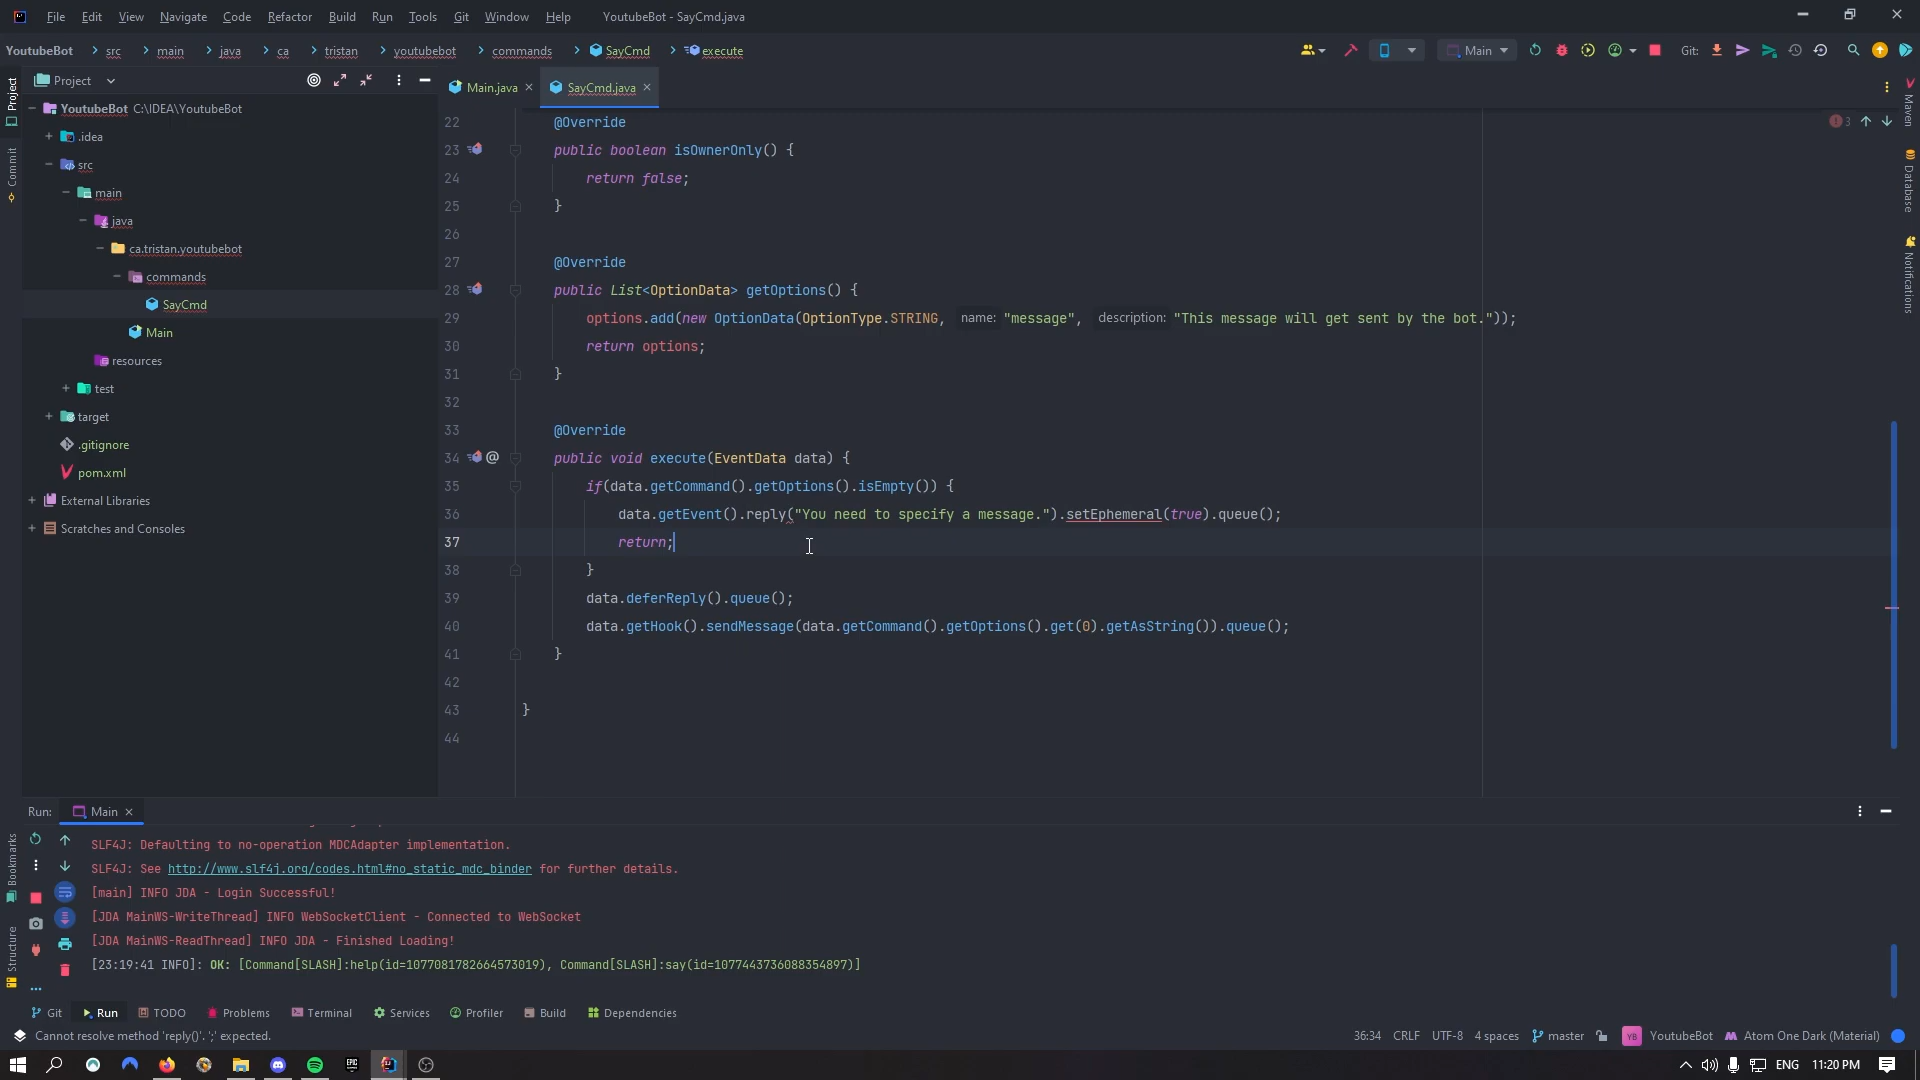 File Edit View Navigate Code Refactor Build Run Tools Git Window Help YoutubeBot - SayCmd.java
YoutubeBot src main java ca tristan youtubebot commands SayCmd execute Main Git:
Project
Main.java SayCmd.java
YoutubeBot C:\IDEA\YoutubeBot
.idea
src
main
java
ca.tristan.youtubebot
commands
SayCmd
Main
resources
test
target
.gitignore
pom.xml
External Libraries
Scratches and Consoles
Project
Commit
Bookmarks
Structure
22 @Override
23 public boolean isOwnerOnly() {
24 return false;
25 }
26
27 @Override
28 public List<OptionData> getOptions() {
29 options.add(new OptionData(OptionType.STRING, name: "message", description: "This message will get sent by the bot."));
30 return options;
31 }
32
33 @Override
34 @ public void execute(EventData data) {
35 if(data.getCommand().getOptions().isEmpty()) {
36 data.getEvent().reply("You need to specify a message.").setEphemeral(true).queue();
37 return;
38 }
39 data.deferReply().queue();
40 data.getHook().sendMessage(data.getCommand().getOptions().get(0).getAsString()).queue();
41 }
42
43 }
44
3
Maven
Database
Notifications
Run: Main
SLF4J: Defaulting to no-operation MDCAdapter implementation.
SLF4J: See http://www.slf4j.org/codes.html#no_static_mdc_binder for further details.
[main] INFO JDA - Login Successful!
[JDA MainWS-WriteThread] INFO WebSocketClient - Connected to WebSocket
[JDA MainWS-ReadThread] INFO JDA - Finished Loading!
[23:19:41 INFO]: OK: [Command[SLASH]:help(id=1077081782664573019), Command[SLASH]:say(id=1077443736088354897)]
Git Run TODO Problems Terminal Services Profiler Build Dependencies
Cannot resolve method 'reply()'. ';' expected. 36:34 CRLF UTF-8 4 spaces master YB YoutubeBot Atom One Dark (Material)
EPIC ENG 11:20 PM